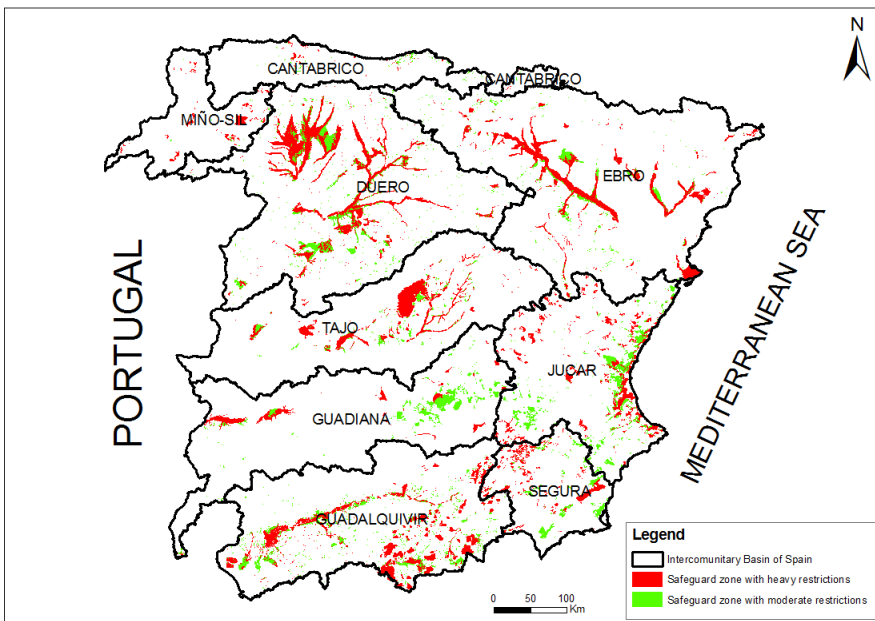 N
CANTABRICO
CANTABRICO
MIÑO-SIL
EBRO
DUERO
PORTUGAL
MEDITERRANEAN SEA
TAJO
JUCAR
GUADIANA
SEGURA
GUADALQUIVIR
Legend
Intercomunitary Basin of Spain
Safeguard zone with heavy restrictions
Safeguard zone with moderate restrictions
0 50 100
Km